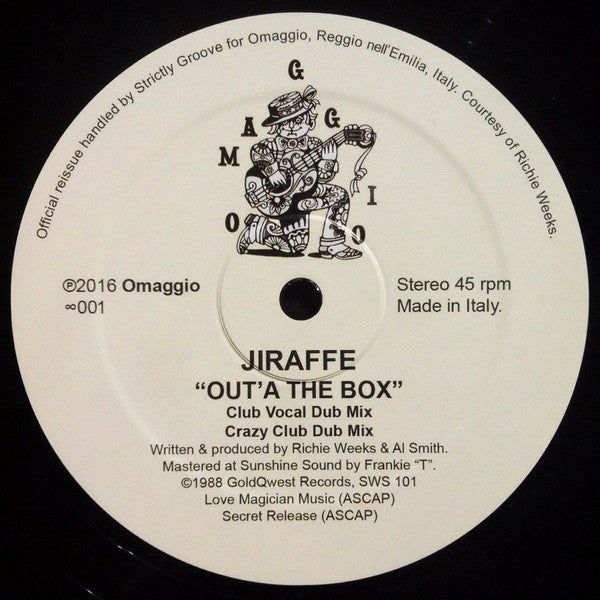 Official reissue handled by Strictly Groove for Omaggio, Reggio nell'Emilia, Italy. Courtesy of Richie Weeks.
OMAGGIO
℗2016 Omaggio
∞001
Stereo 45 rpm
Made in Italy.
JIRAFFE
“OUT'A THE BOX”
Club Vocal Dub Mix
Crazy Club Dub Mix
Written & produced by Richie Weeks & Al Smith.
Mastered at Sunshine Sound by Frankie “T”.
©1988 GoldQwest Records, SWS 101
Love Magician Music (ASCAP)
Secret Release (ASCAP)